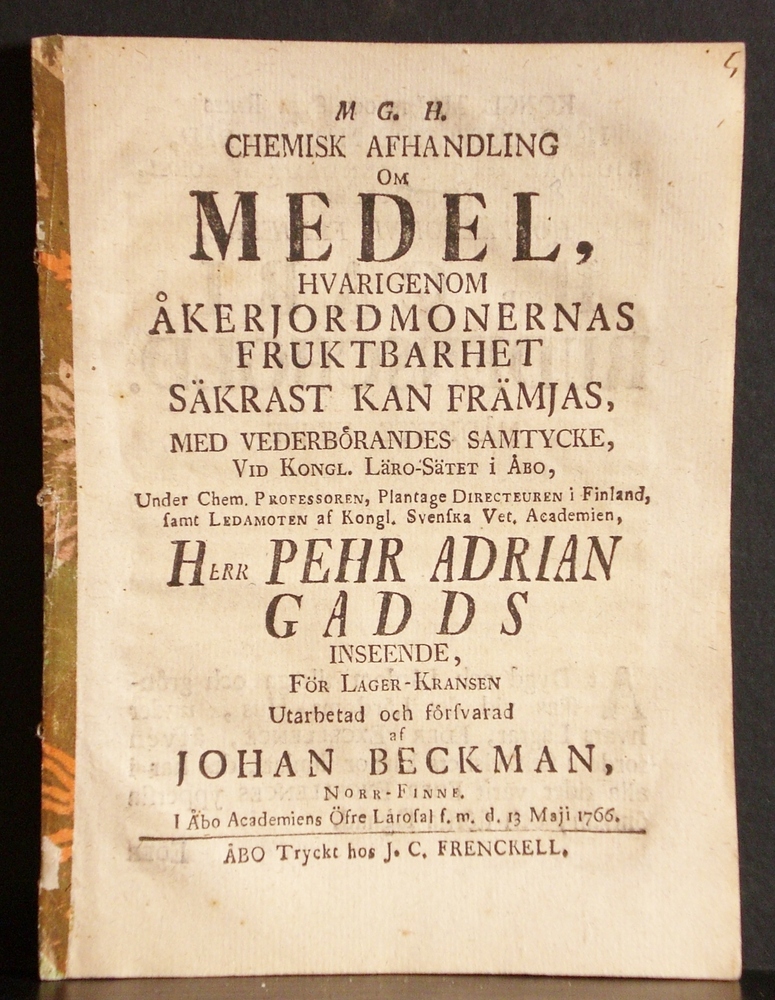 M G. H.
CHEMISK AFHANDLING
OM
MEDEL,
HVARIGENOM
ÅKERJORDMONERNAS
FRUKTBARHET
SÄKRAST KAN FRÄMJAS,
MED VEDERBÖRANDES SAMTYCKE,
VID KONGL. LÄRO-SÄTET i ÅBO,
Under Chem. PROFESSOREN, Plantage DIRECTEUREN i Finland,
ſamt LEDAMOTEN af Kongl. Svenſka Vet. Academien,
HERR PEHR ADRIAN
GADDS
INSEENDE,
FÖR LAGER-KRANSEN
Utarbetad och förſvarad
af
JOHAN BECKMAN,
NORR-FINNE.
I Åbo Academiens Öfre Läroſal f. m. d. 13 Maji 1766.
ÅBO Tryckt hos J. C. FRENCKELL.